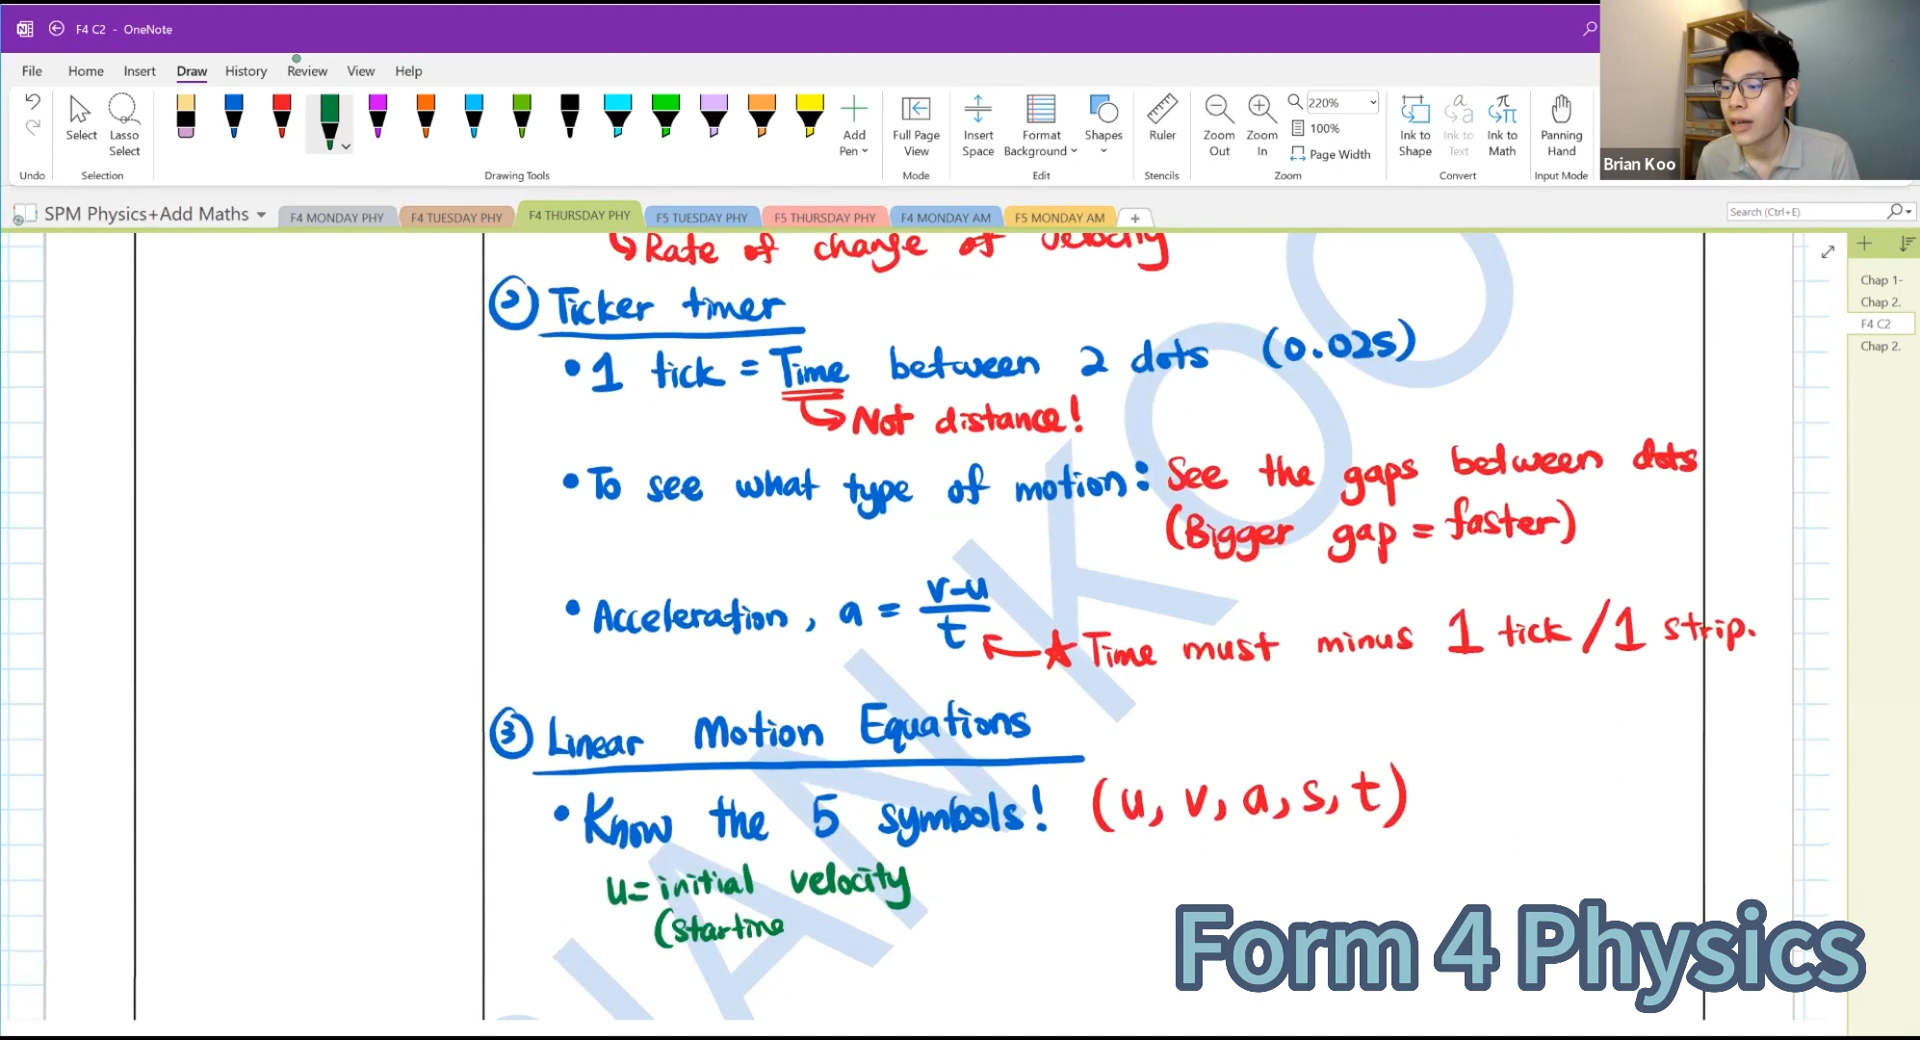 F4 C2 - OneNote
File Home Insert Draw History Review View Help
Undo
Select
Lasso Select
Selection
Drawing Tools
Add Pen
Full Page View
Mode
Insert Space
Format Background
Shapes
Edit
Ruler
Stencils
Zoom Out
Zoom In
220%
100%
Page Width
Zoom
Ink to Shape
Ink to Text
Ink to Math
Convert
Panning Hand
Input Mode
Brian Koo
SPM Physics+Add Maths
F4 MONDAY PHY
F4 TUESDAY PHY
F4 THURSDAY PHY
F5 TUESDAY PHY
F5 THURSDAY PHY
F4 MONDAY AM
F5 MONDAY AM
Search (Ctrl+E)
Chap 1-
Chap 2.
F4 C2
Chap 2.
Rate of change of velocity
② Ticker timer
• 1 tick = Time between 2 dots (0.02s)
Not distance!
• To see what type of motion: See the gaps between dots
(Bigger gap = faster)
• Acceleration, a = v-u / t
★ Time must minus 1 tick / 1 strip.
③ Linear Motion Equations
• Know the 5 symbols! (u, v, a, s, t)
u = initial velocity
(startine
BRIAN KOO
Form 4 Physics